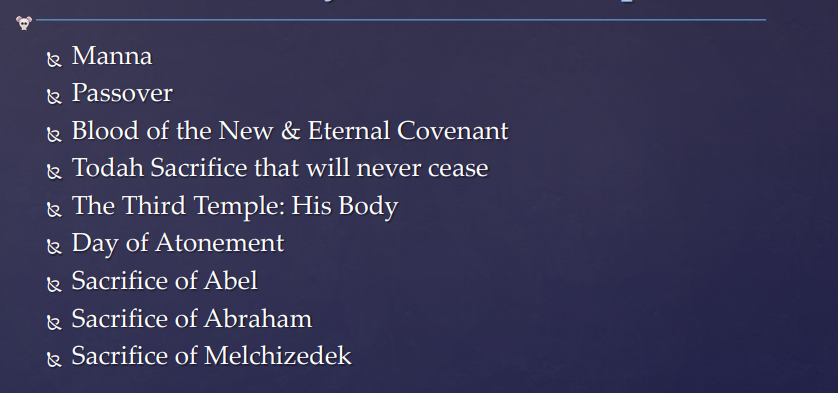 Manna
Passover
Blood of the New & Eternal Covenant
Todah Sacrifice that will never cease
The Third Temple: His Body
Day of Atonement
Sacrifice of Abel
Sacrifice of Abraham
Sacrifice of Melchizedek